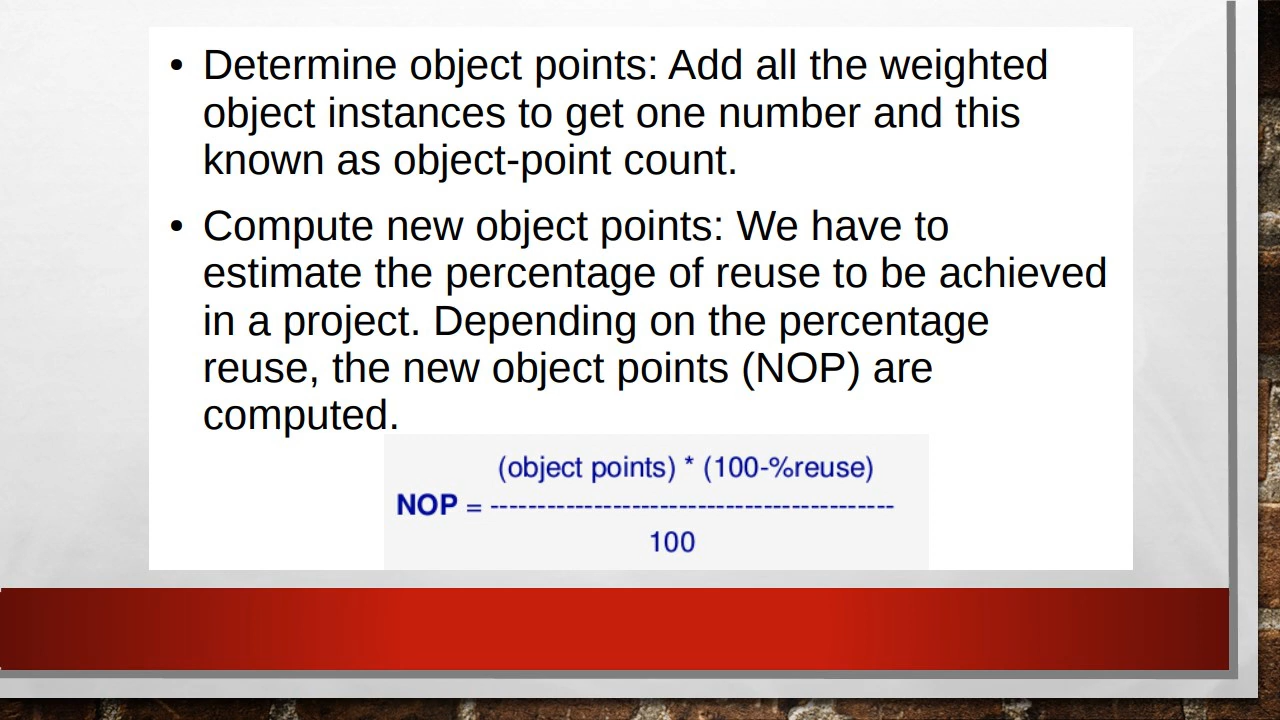 • Determine object points: Add all the weighted
object instances to get one number and this
known as object-point count.
• Compute new object points: We have to
estimate the percentage of reuse to be achieved
in a project. Depending on the percentage
reuse, the new object points (NOP) are
computed.
(object points) * (100-%reuse)
NOP = -------------------------------------------
100